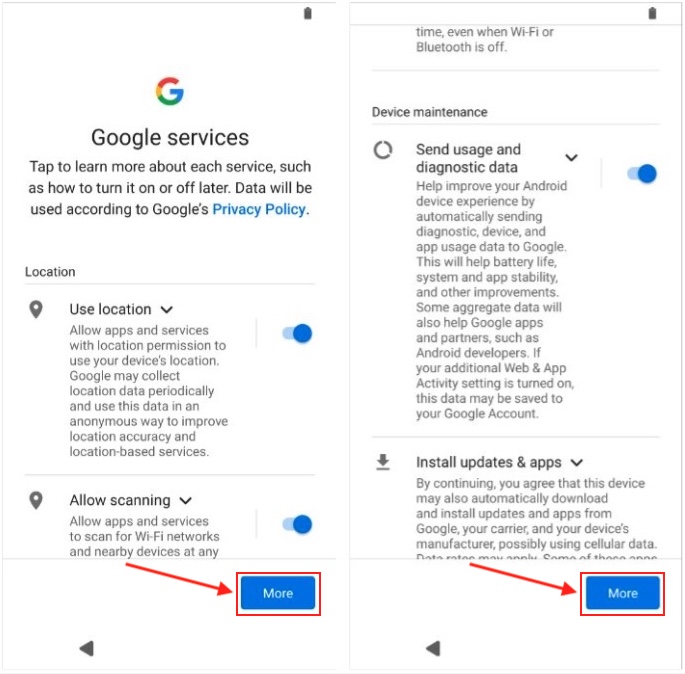 Google services
Tap to learn more about each service, such
as how to turn it on or off later. Data will be
used according to Google's Privacy Policy.
Location
Use location
Allow apps and services
with location permission to
use your device's location.
Google may collect
location data periodically
and use this data in an
anonymous way to improve
location accuracy and
location-based services.
Allow scanning
Allow apps and services
to scan for Wi-Fi networks
and nearby devices at any
More
time, even when Wi-Fi or
Bluetooth is off.
Device maintenance
Send usage and
diagnostic data
Help improve your Android
device experience by
automatically sending
diagnostic, device, and
app usage data to Google.
This will help battery life,
system and app stability,
and other improvements.
Some aggregate data will
also help Google apps
and partners, such as
Android developers. If
your additional Web & App
Activity setting is turned on,
this data may be saved to
your Google Account.
Install updates & apps
By continuing, you agree that this device
may also automatically download
and install updates and apps from
Google, your carrier, and your device's
manufacturer, possibly using cellular data.
Data rates may apply. Some of these apps
More